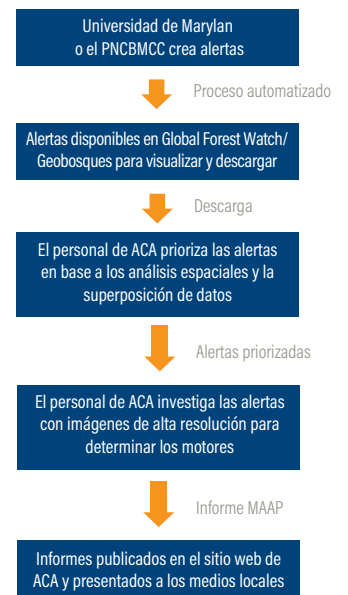 Universidad de Marylan
o el PNCBMCC crea alertas
Proceso automatizado
Alertas disponibles en Global Forest Watch/
Geobosques para visualizar y descargar
Descarga
El personal de ACA prioriza las alertas
en base a los análisis espaciales y la
superposición de datos
Alertas priorizadas
El personal de ACA investiga las alertas
con imágenes de alta resolución para
determinar los motores
Informe MAAP
Informes publicados en el sitio web de
ACA y presentados a los medios locales